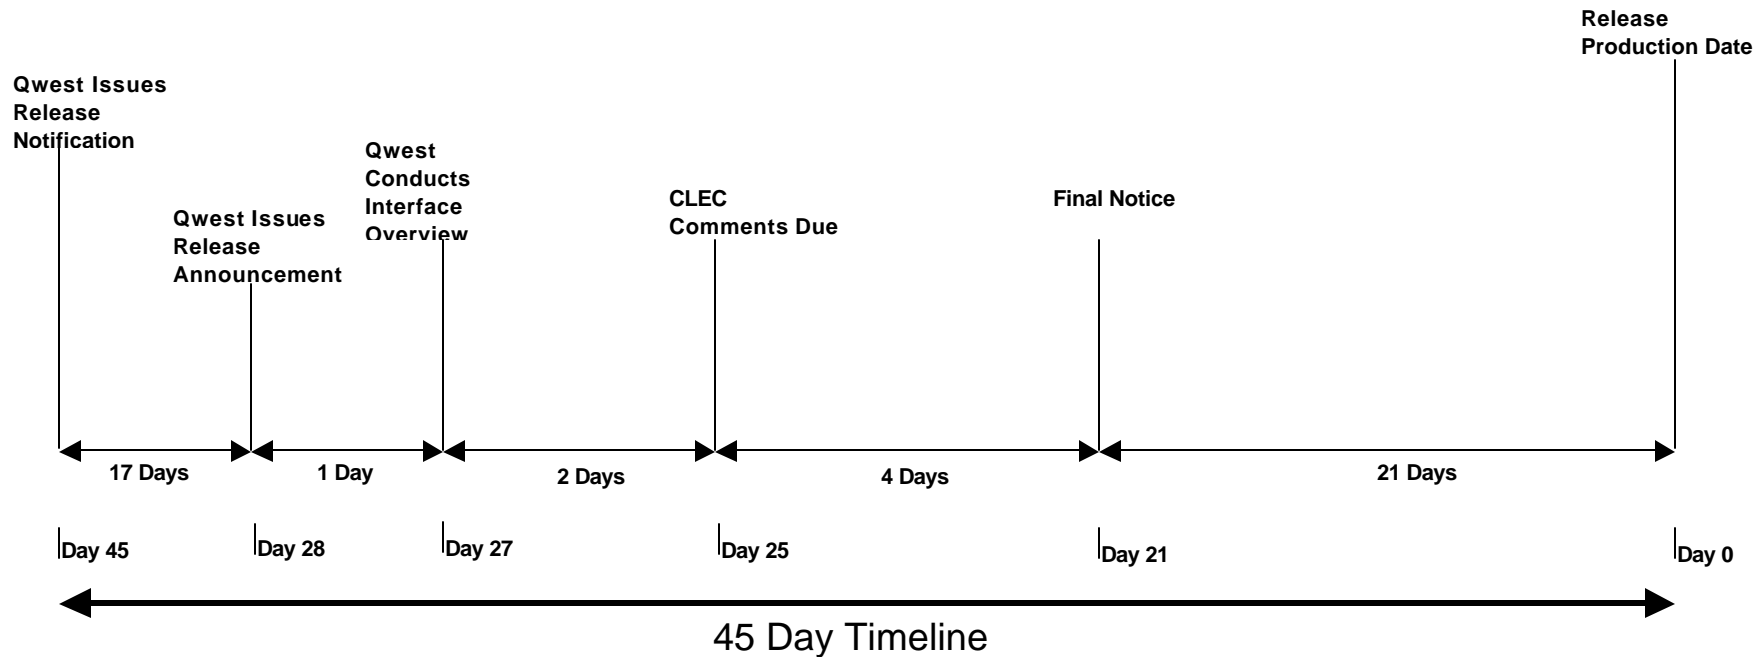 Release
Production Date
Qwest Issues
Release
Notification
Qwest
Conducts
Interface
Overview
Qwest Issues
Release
Announcement
CLEC
Comments Due
Final Notice
17 Days
1 Day
2 Days
4 Days
21 Days
Day 45
Day 28
Day 27
Day 25
Day 21
Day 0
45 Day Timeline